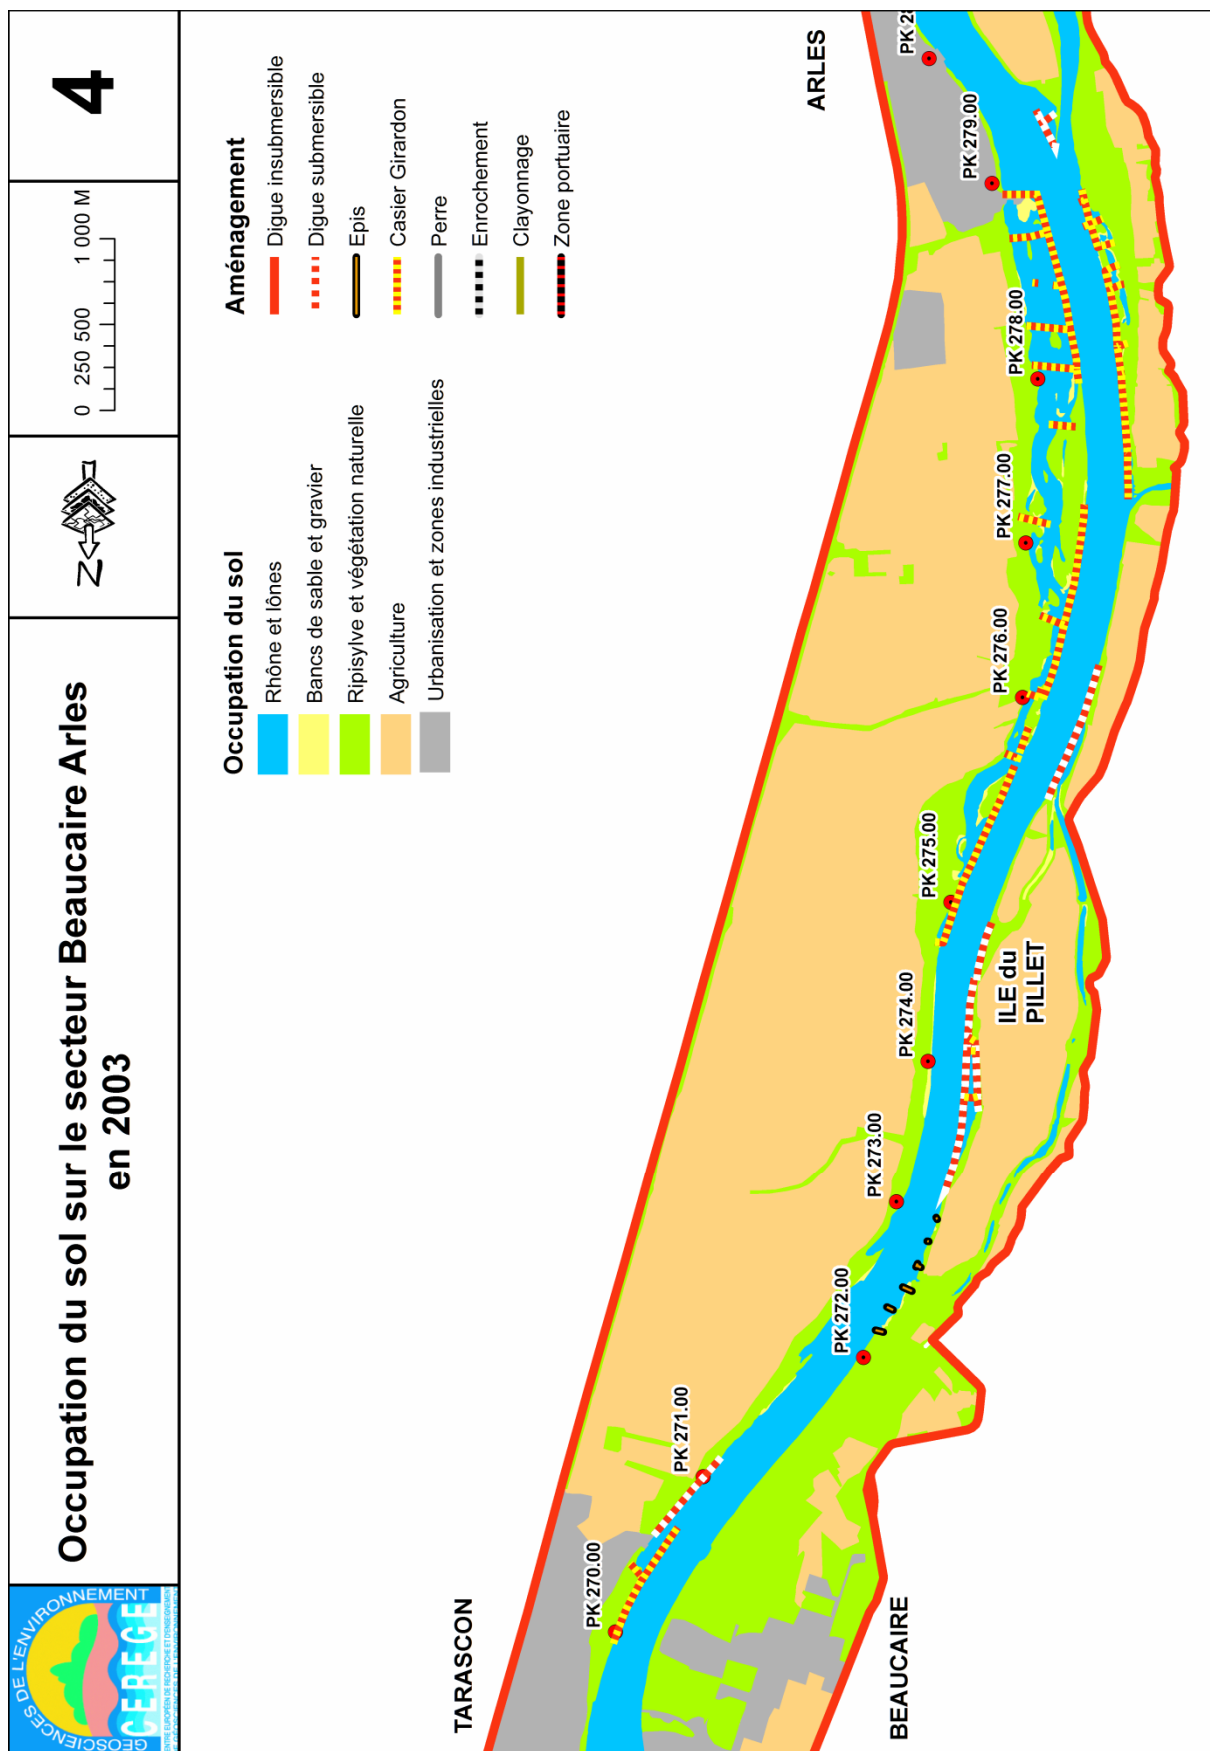 Occupation du sol sur le secteur Beaucaire Arles
en 2003
N
0 250 500 1 000 M
4
GÉOSCIENCES DE L'ENVIRONNEMENT
CEREGE
Occupation du sol
Rhône et lônes
Bancs de sable et gravier
Ripisylve et végétation naturelle
Agriculture
Urbanisation et zones industrielles
Aménagement
Digue insubmersible
Digue submersible
Epis
Casier Girardon
Perre
Enrochement
Clayonnage
Zone portuaire
TARASCON
BEAUCAIRE
ARLES
PK 270.00
PK 271.00
PK 272.00
PK 273.00
PK 274.00
PK 275.00
PK 276.00
PK 277.00
PK 278.00
PK 279.00
PK 28
ILE du
PILLET